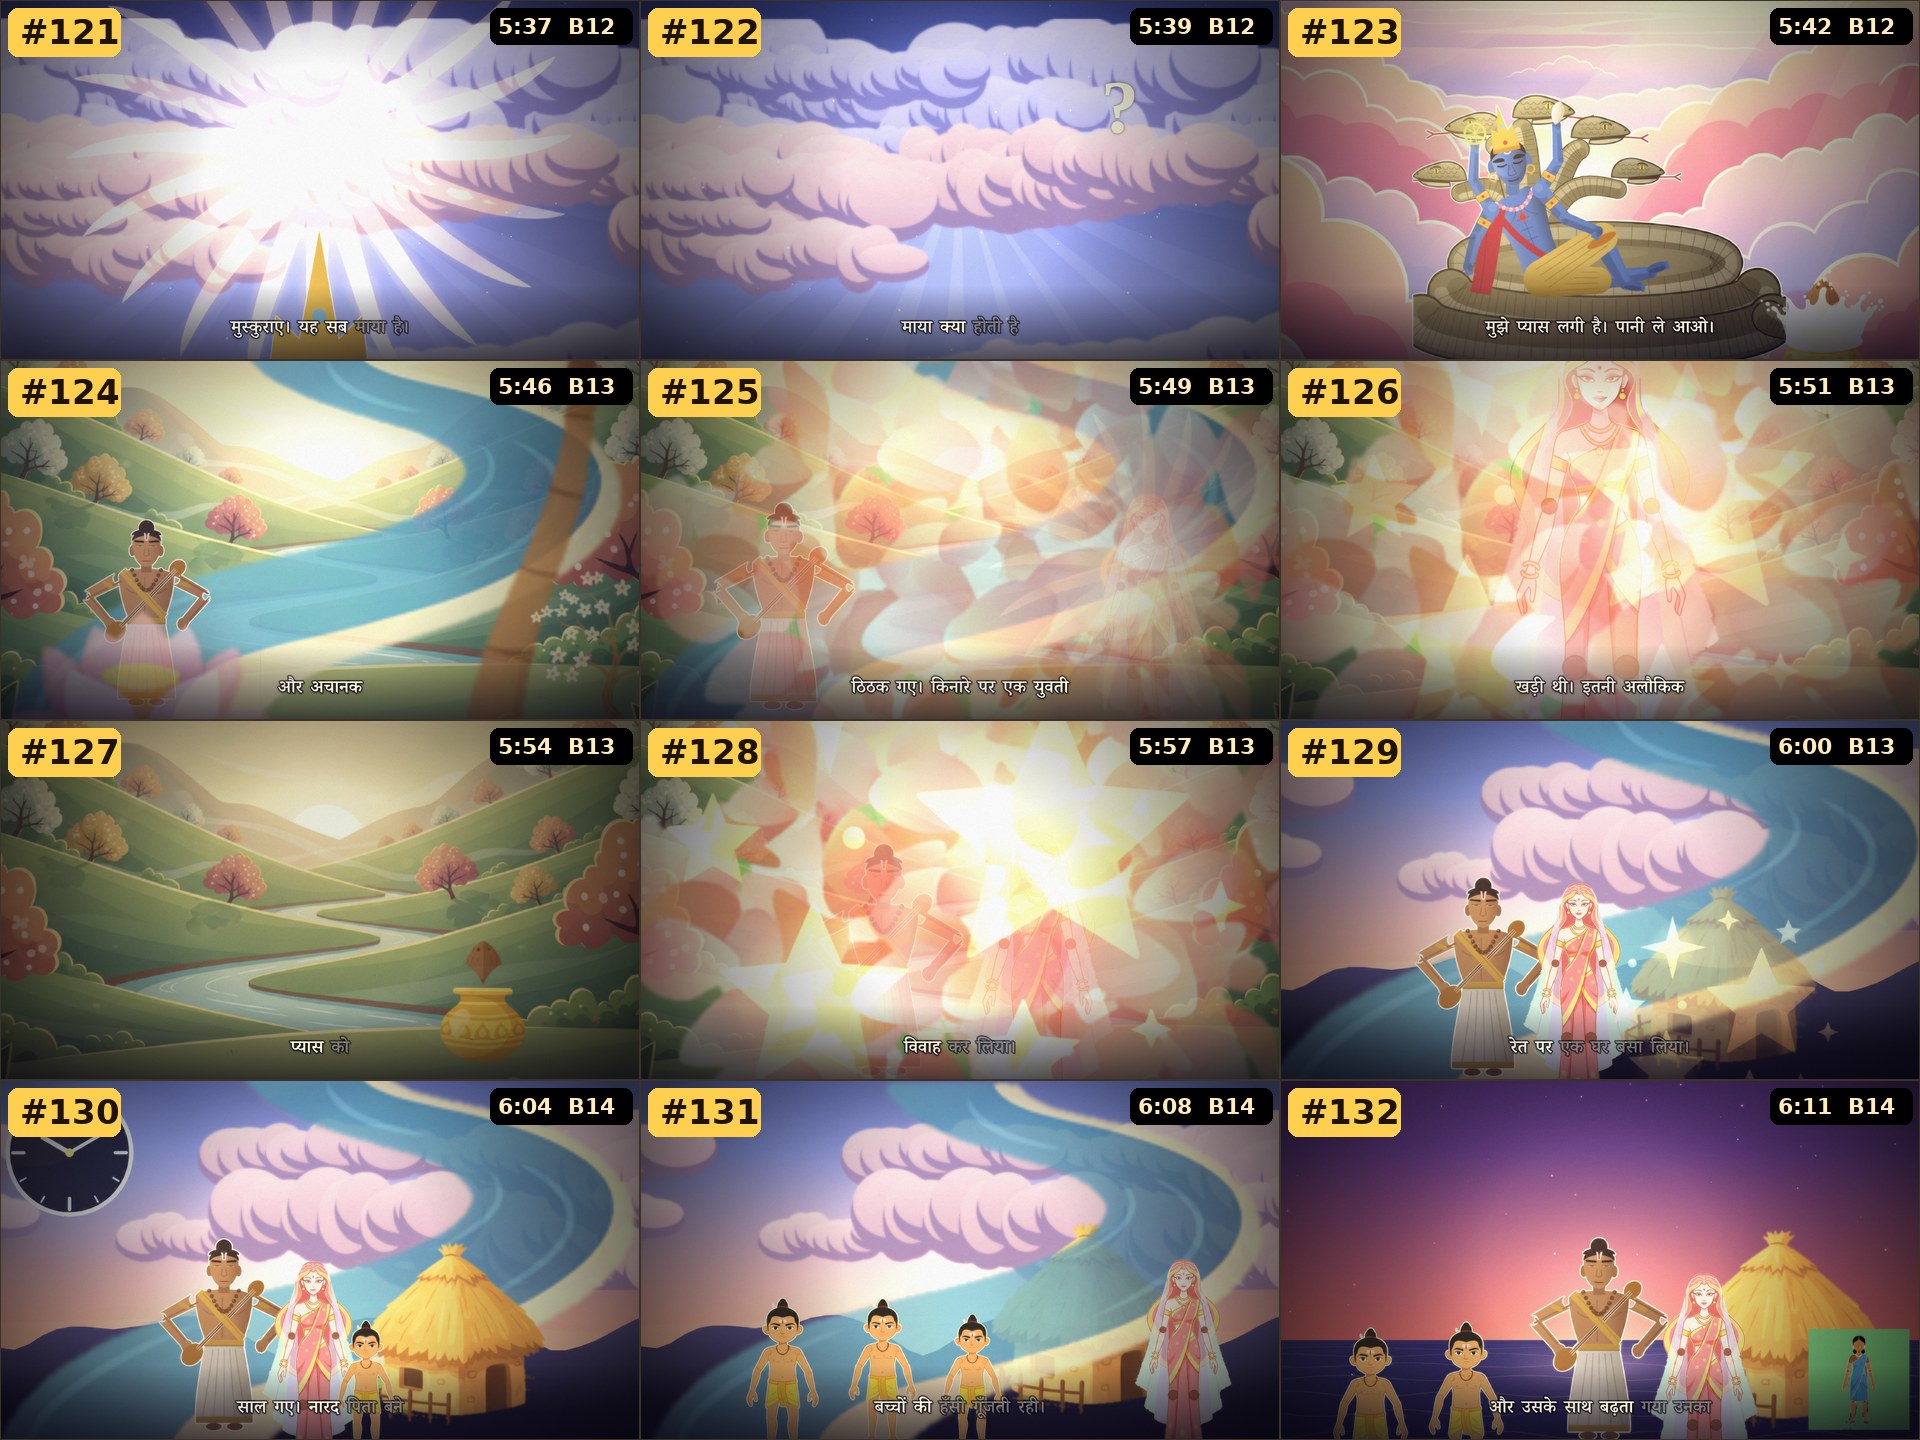 #121
5:37 B12
मुस्कुराए। यह सब माया है।
#122
5:39 B12
?
माया क्या होती है
#123
5:42 B12
मुझे प्यास लगी है। पानी ले आओ।
#124
5:46 B13
और अचानक
#125
5:49 B13
ठिठक गए। किनारे पर एक युवती
#126
5:51 B13
खड़ी थी। इतनी अलौकिक
#127
5:54 B13
प्यास को
#128
5:57 B13
विवाह कर लिया।
#129
6:00 B13
रेत पर एक घर बसा लिया।
#130
6:04 B14
साल गए। नारद पिता बने
#131
6:08 B14
बच्चों की हँसी गूँजती रही।
#132
6:11 B14
और उसके साथ बढ़ता गया उनका